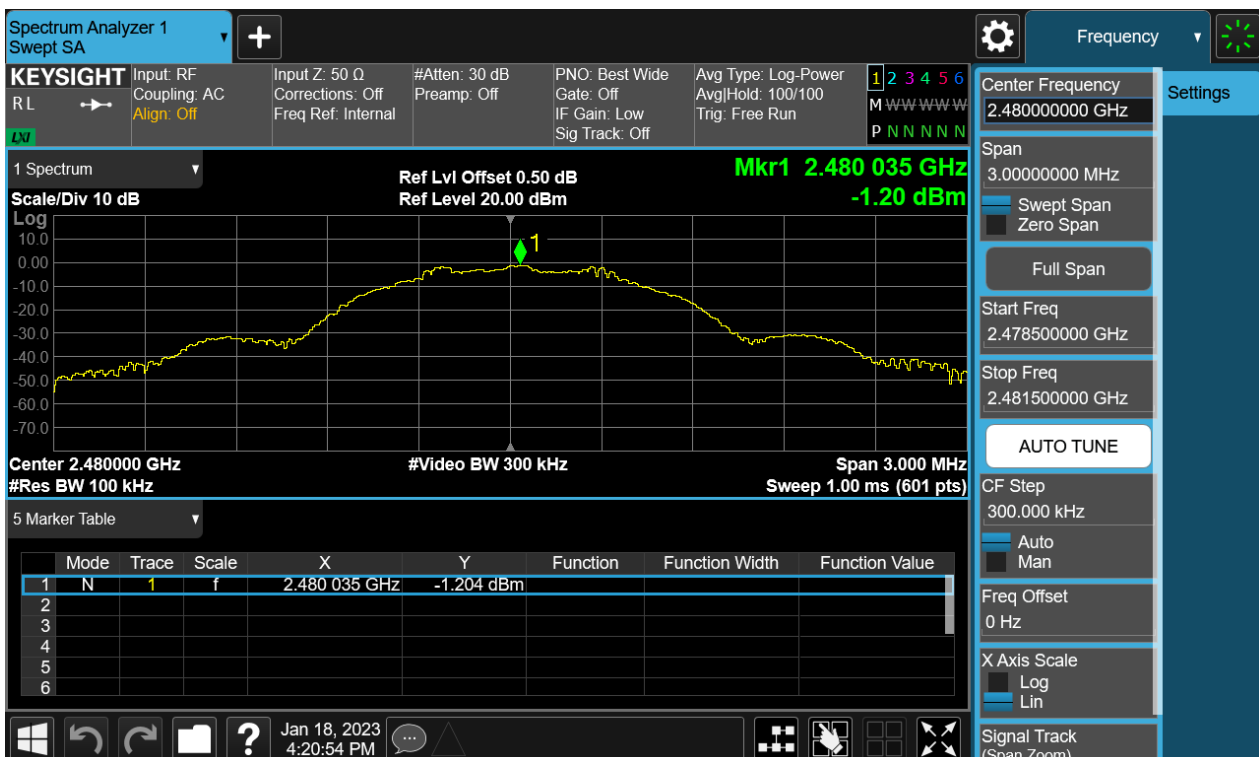 Spectrum Analyzer 1
Swept SA
+
Frequency
KEYSIGHT
R L
LXI
Input: RF
Coupling: AC
Align: Off
Input Z: 50 Ω
Corrections: Off
Freq Ref: Internal
#Atten: 30 dB
Preamp: Off
PNO: Best Wide
Gate: Off
IF Gain: Low
Sig Track: Off
Avg Type: Log-Power
Avg|Hold: 100/100
Trig: Free Run
1 2 3 4 5 6
M W W W W W
P N N N N N
1 Spectrum
Scale/Div 10 dB
Ref Lvl Offset 0.50 dB
Ref Level 20.00 dBm
Mkr1 2.480 035 GHz
-1.20 dBm
Log
10.0
0.00
-10.0
-20.0
-30.0
-40.0
-50.0
-60.0
-70.0
1
Center 2.480000 GHz
#Video BW 300 kHz
Span 3.000 MHz
#Res BW 100 kHz
Sweep 1.00 ms (601 pts)
5 Marker Table
Mode Trace Scale X Y Function Function Width Function Value
1 N 1 f 2.480 035 GHz -1.204 dBm
2
3
4
5
6
?
Jan 18, 2023
4:20:54 PM
Center Frequency
2.480000000 GHz
Span
3.00000000 MHz
Swept Span
Zero Span
Full Span
Start Freq
2.478500000 GHz
Stop Freq
2.481500000 GHz
AUTO TUNE
CF Step
300.000 kHz
Auto
Man
Freq Offset
0 Hz
X Axis Scale
Log
Lin
Signal Track
(Span Zoom)
Settings